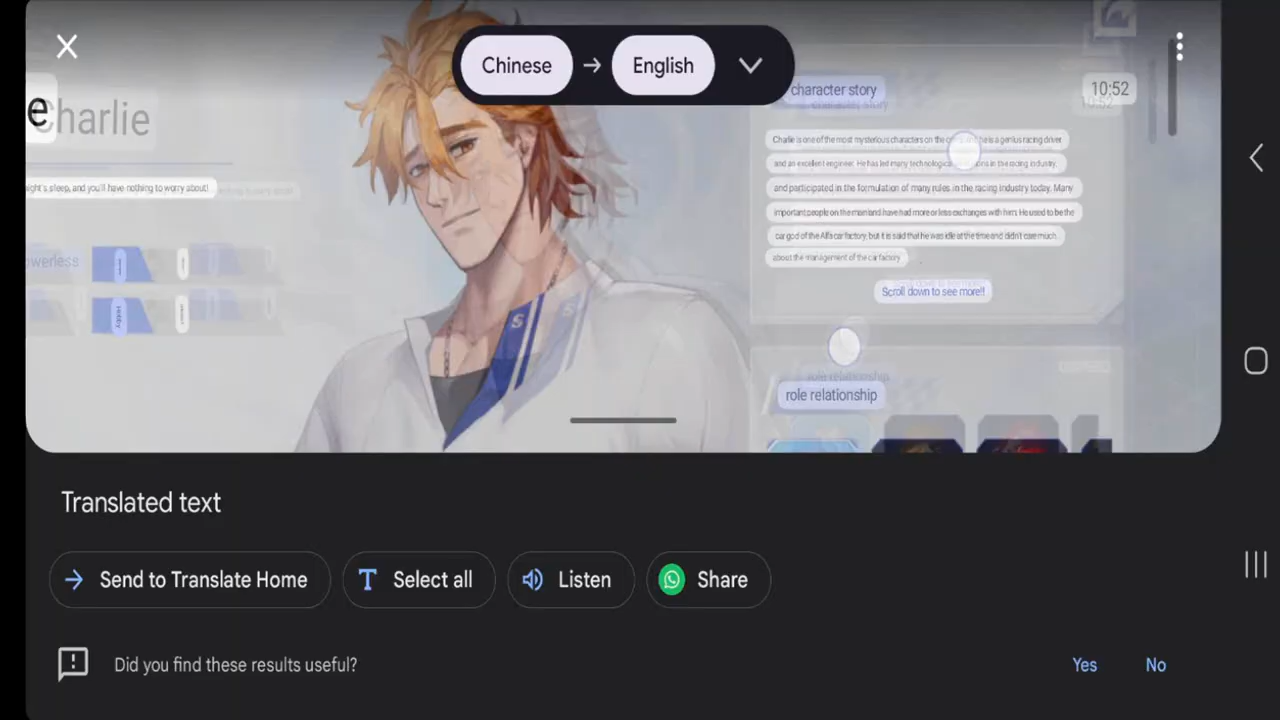 Chinese → English
e Charlie
character story
10:52
Charlie is one of the most mysterious characters on the he is a genius racing driver
and an excellent engineer. He has led many technological in the racing industry,
and participated in the formulation of many rules in the racing industry today. Many
important people on the mainland have had more or less exchanges with him. He used to be the
car god of the Alfa car factory, but it is said that he was idle at the time and didn't care much
about the management of the car factory
ight's sleep, and you'll have nothing to worry about!
Scroll down to see more!!
werless
role relationship
role relationship
S S
Translated text
Send to Translate Home
Select all
Listen
Share
Did you find these results useful?
Yes
No